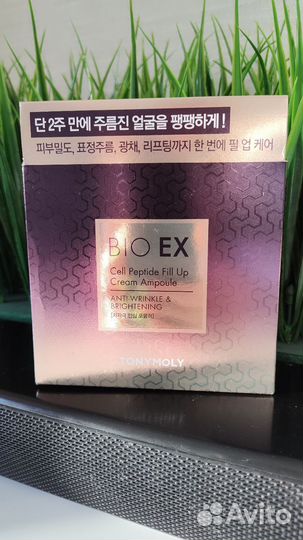 단 2주 만에 주름진 얼굴을 팽팽하게!
피부밀도, 표정주름, 광채, 리프팅까지 한 번에 필 업 케어
BIO EX
Cell Peptide Fill Up
Cream Ampoule
ANTI-WRINKLE &
BRIGHTENING
TONYMOLY
Avito